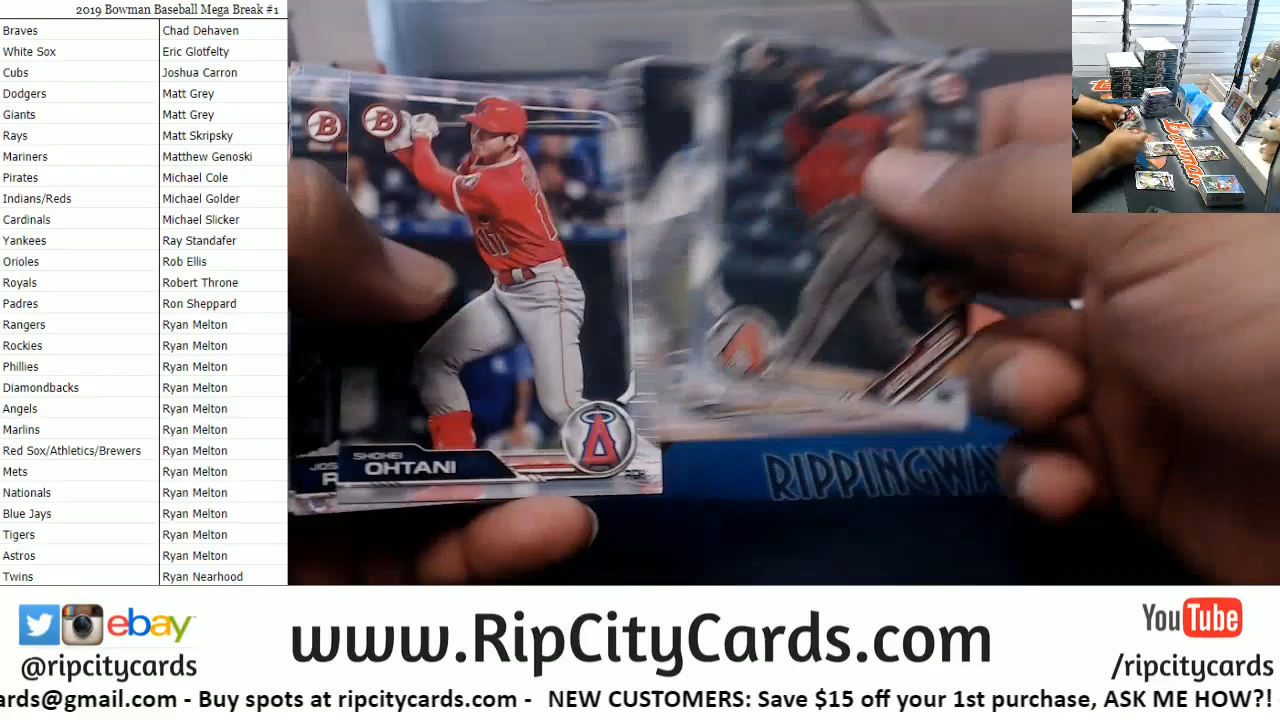 2019 Bowman Baseball Mega Break #1
Braves Chad Dehaven
White Sox Eric Glotfelty
Cubs Joshua Carron
Dodgers Matt Grey
Giants Matt Grey
Rays Matt Skripsky
Mariners Matthew Genoski
Pirates Michael Cole
Indians/Reds Michael Golder
Cardinals Michael Slicker
Yankees Ray Standafer
Orioles Rob Ellis
Royals Robert Throne
Padres Ron Sheppard
Rangers Ryan Melton
Rockies Ryan Melton
Phillies Ryan Melton
Diamondbacks Ryan Melton
Angels Ryan Melton
Marlins Ryan Melton
Red Sox/Athletics/Brewers Ryan Melton
Mets Ryan Melton
Nationals Ryan Melton
Blue Jays Ryan Melton
Tigers Ryan Melton
Astros Ryan Melton
Twins Ryan Nearhood
B B
A
JOS SHOHEI
R OHTANI
RIPPINGWA
Bowman
ebay
@ripcitycards
www.RipCityCards.com
YouTube
/ripcitycards
ards@gmail.com - Buy spots at ripcitycards.com - NEW CUSTOMERS: Save $15 off your 1st purchase, ASK ME HOW?!